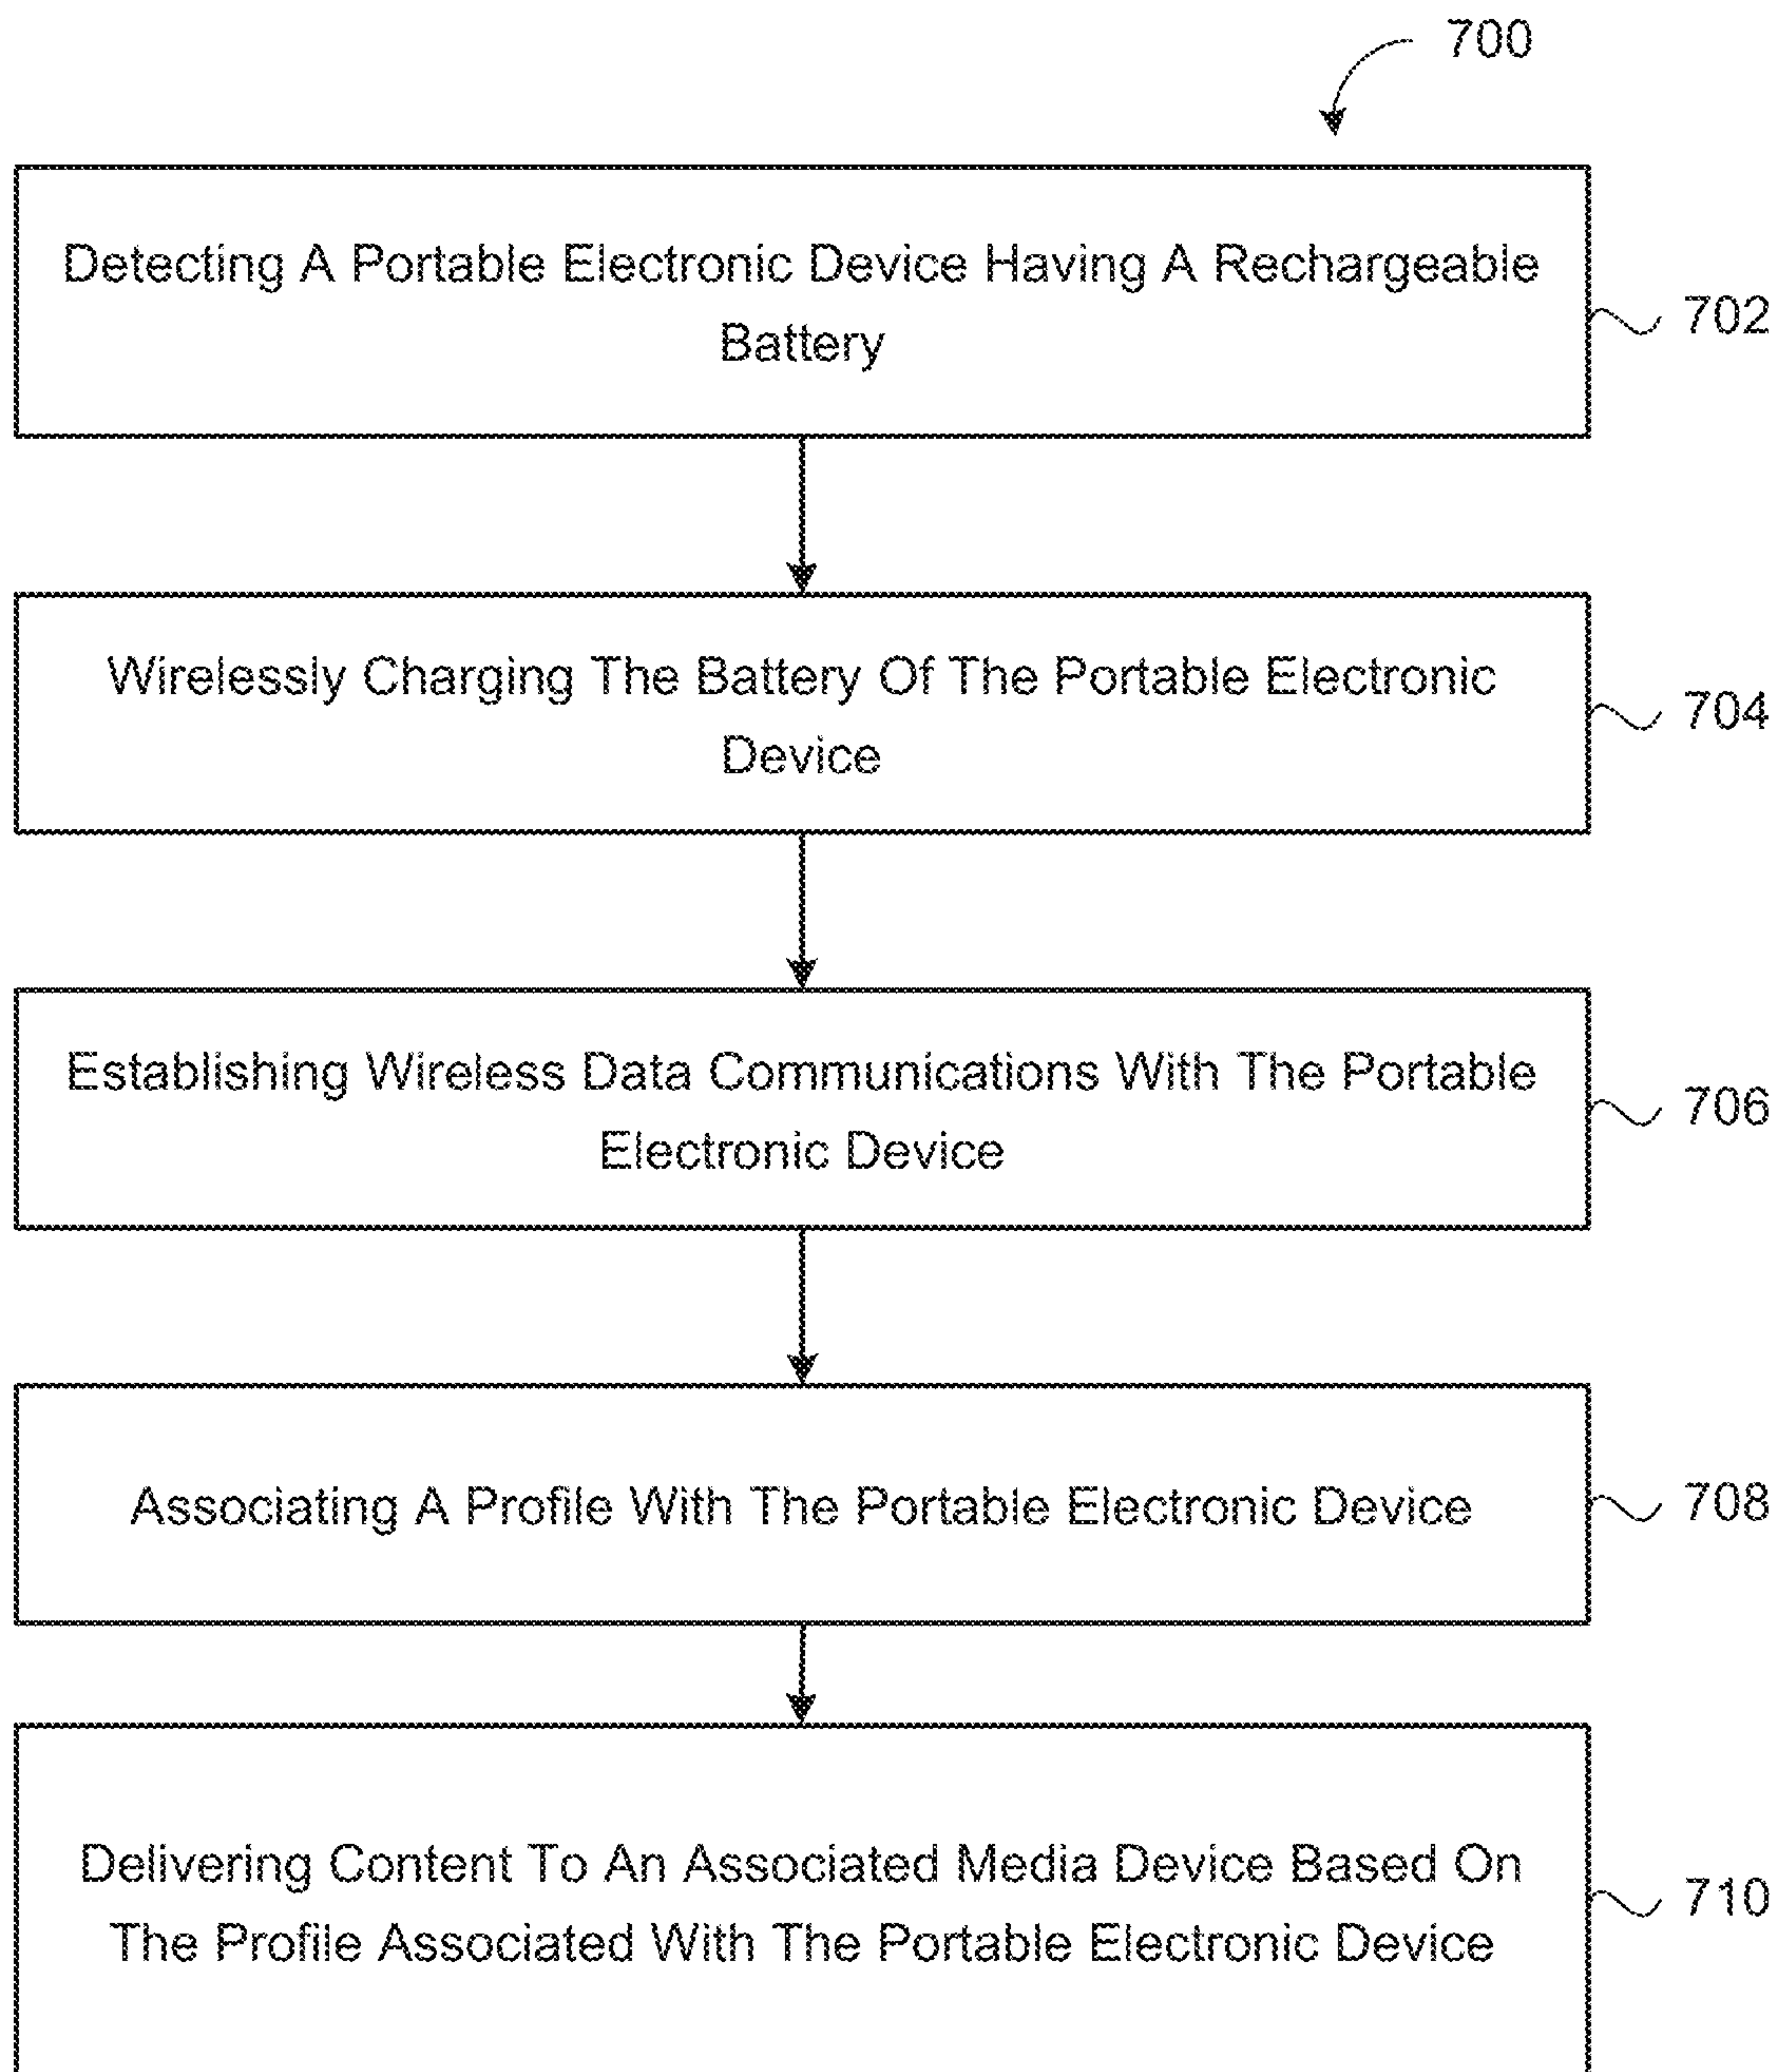 700
Detecting A Portable Electronic Device Having A Rechargeable
Battery
702
Wirelessly Charging The Battery Of The Portable Electronic
Device
704
Establishing Wireless Data Communications With The Portable
Electronic Device
706
Associating A Profile With The Portable Electronic Device
708
Delivering Content To An Associated Media Device Based On
The Profile Associated With The Portable Electronic Device
710